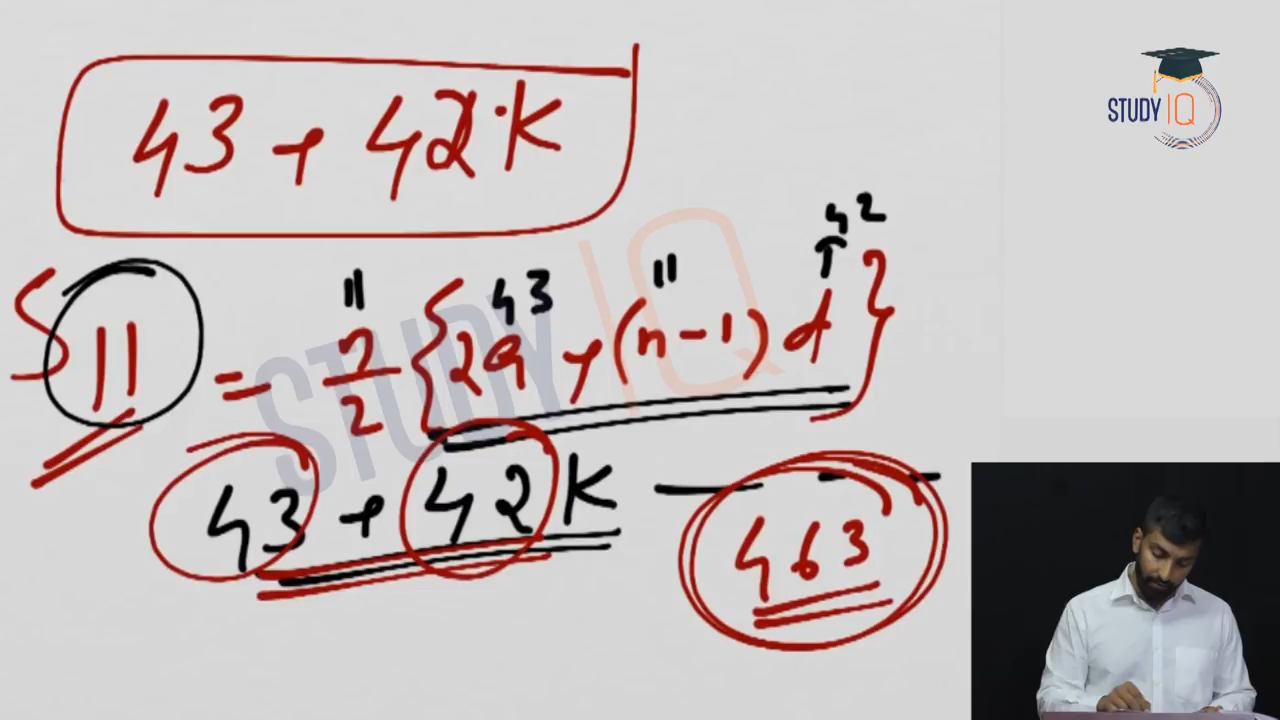 STUDY IQ
43 + 42·K
42
11 43 11
S11 = n/2 {2a + (n-1) d}
43 + 42K — — 463
STUDY IQ